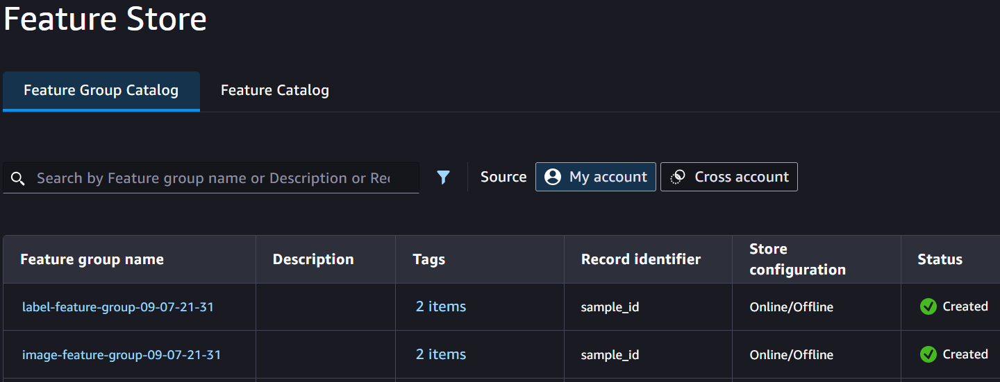 Feature Store
Feature Group Catalog Feature Catalog
Search by Feature group name or Description or Rec Source My account Cross account
Feature group name Description Tags Record identifier Store configuration Status
label-feature-group-09-07-21-31 2 items sample_id Online/Offline Created
image-feature-group-09-07-21-31 2 items sample_id Online/Offline Created